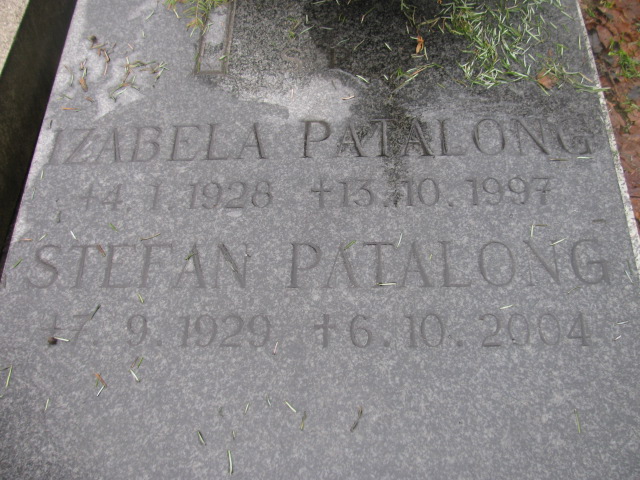 IZABELA PATALONG
*4.1.1928 †13.10.1997
STEFAN PATALONG
*7.9.1929 †6.10.2004